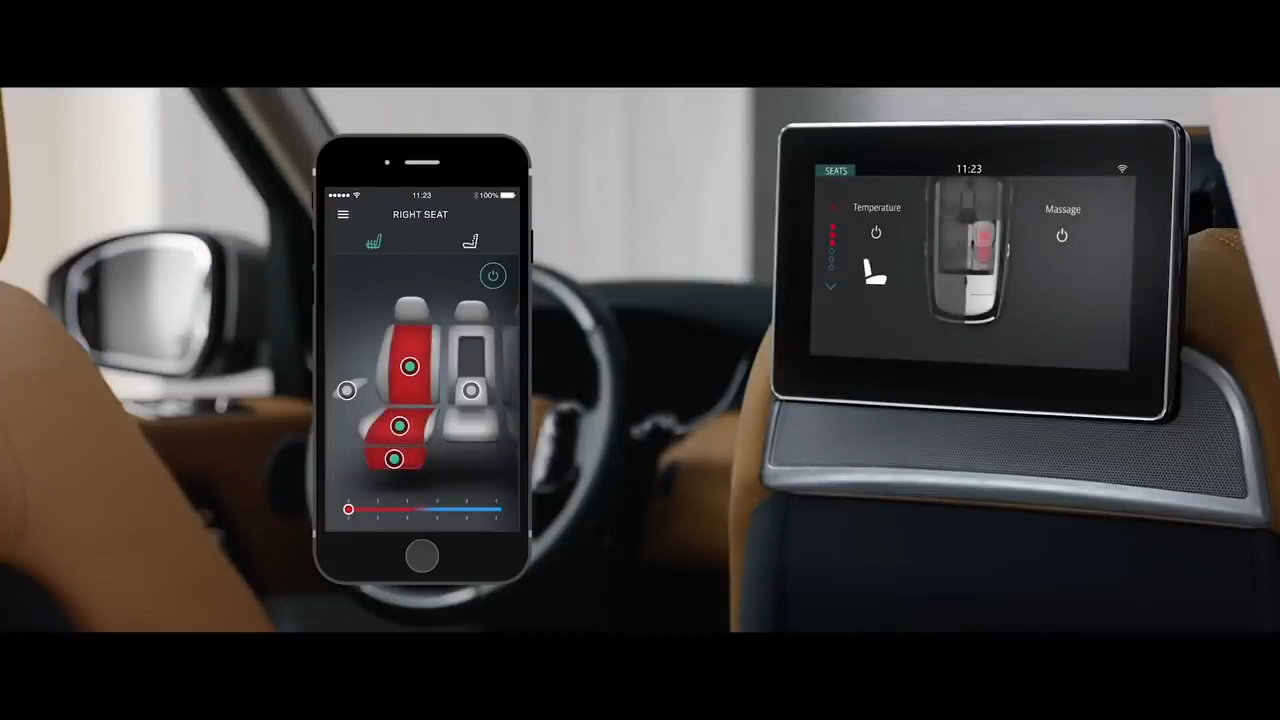 11:23
100%
RIGHT SEAT
SEATS
11:23
Temperature
Massage